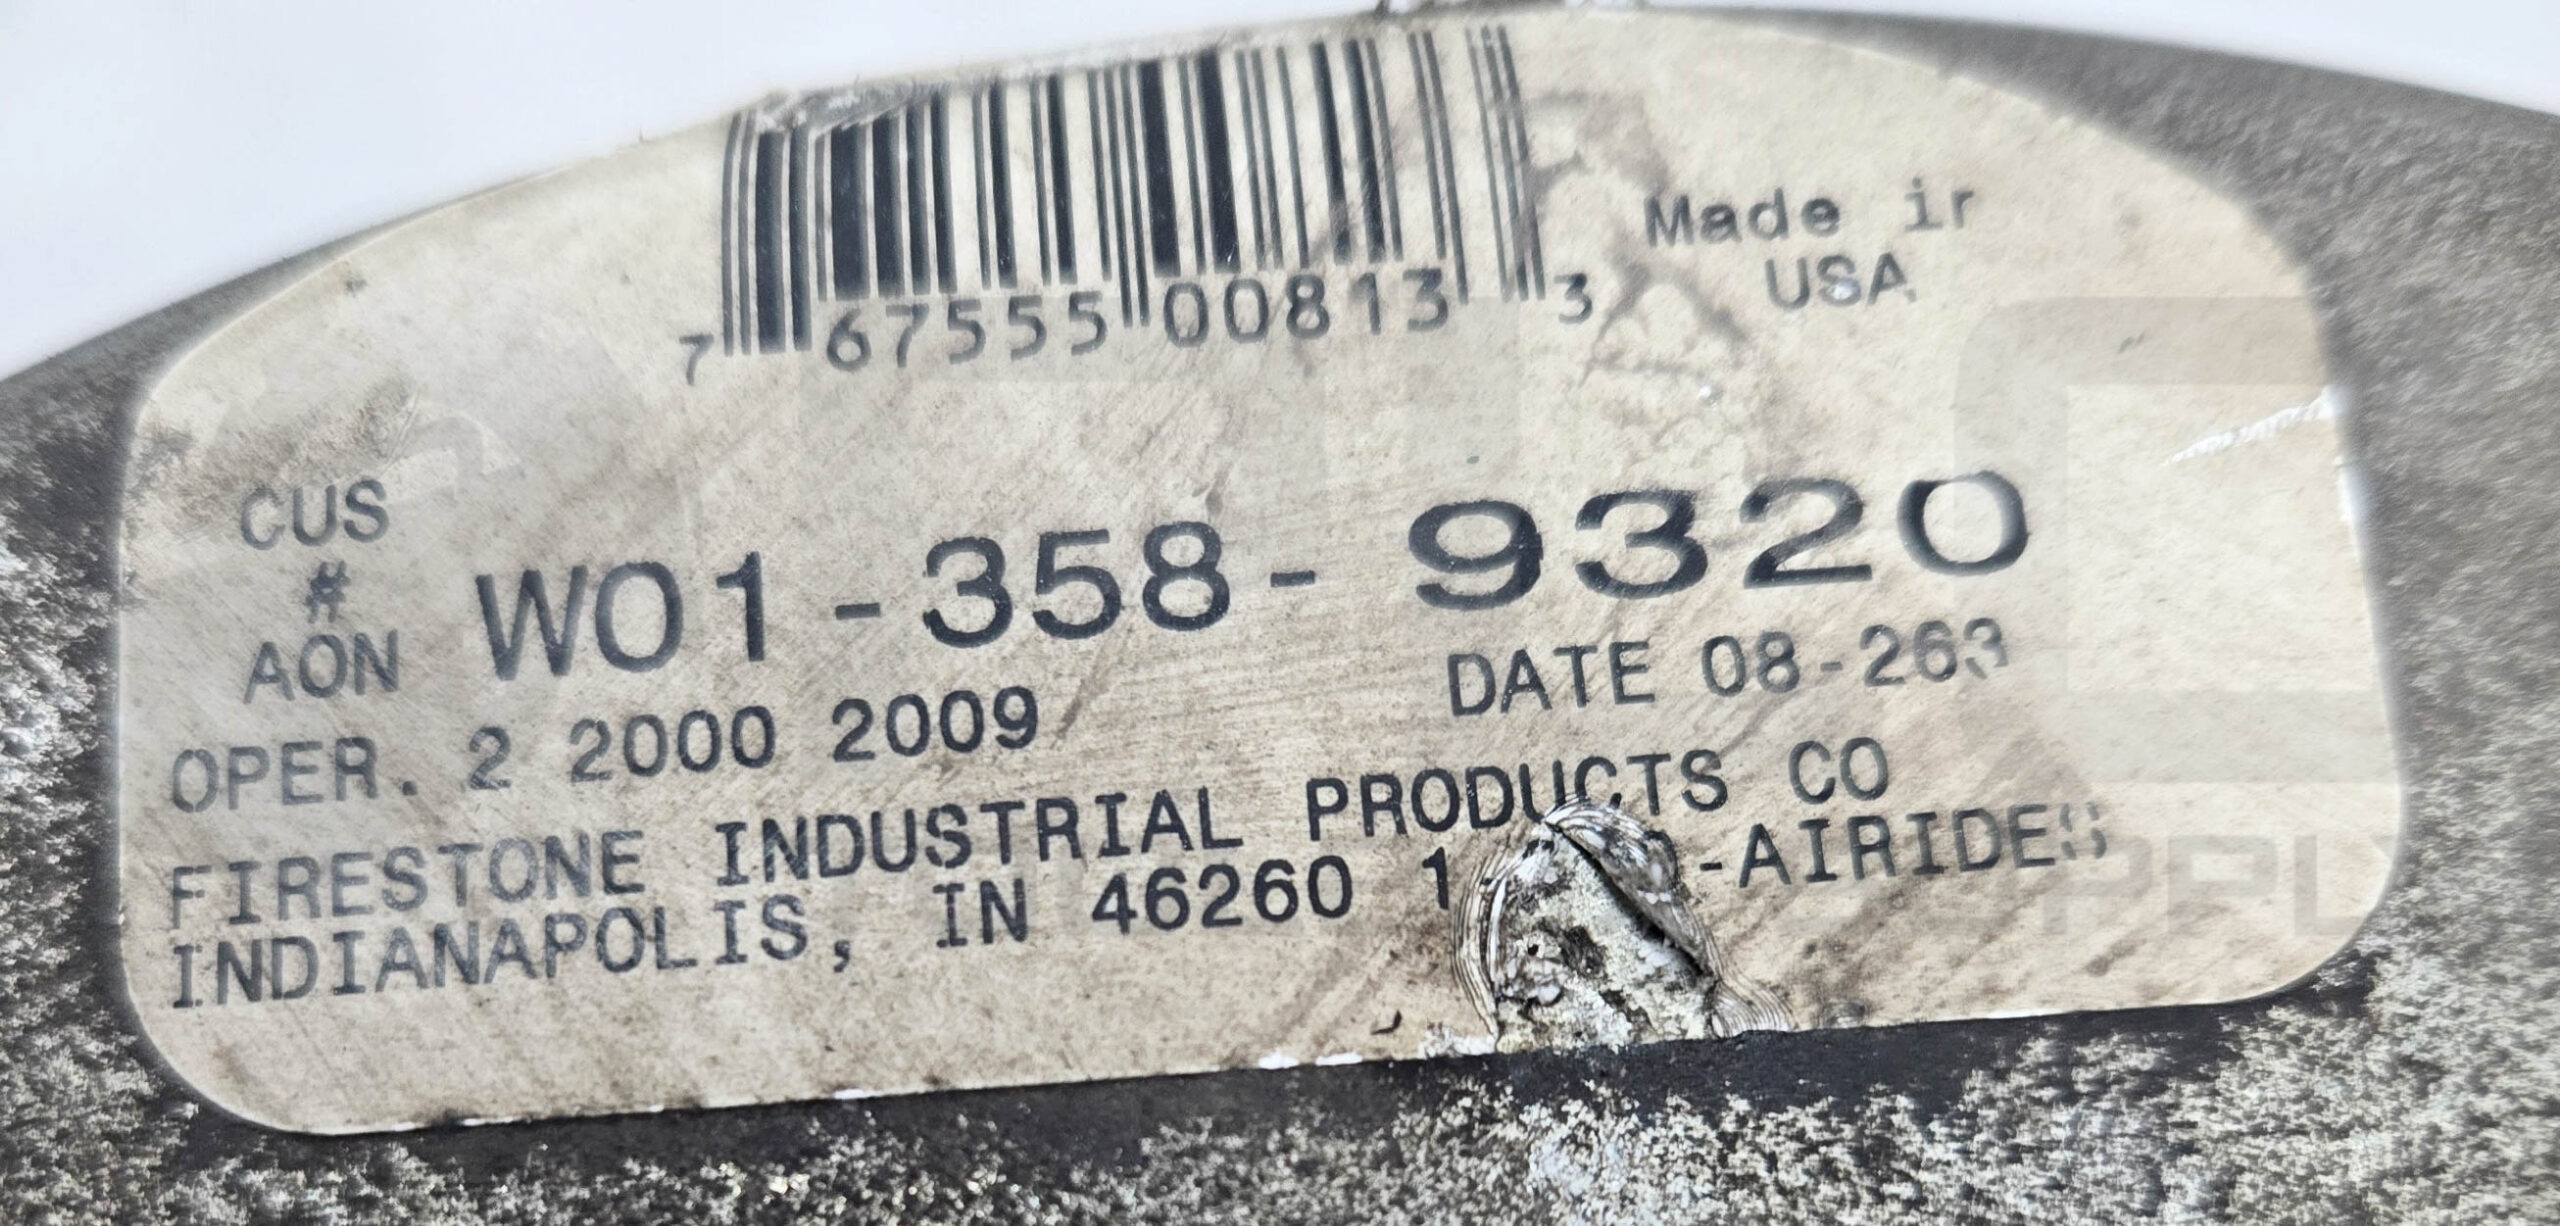 7 67555 00813 3
Made in
USA
CUS
#
AON
W01-358-9320
OPER. 2 2000 2009
DATE 08-263
FIRESTONE INDUSTRIAL PRODUCTS CO
INDIANAPOLIS, IN 46260 1 -AIRIDES